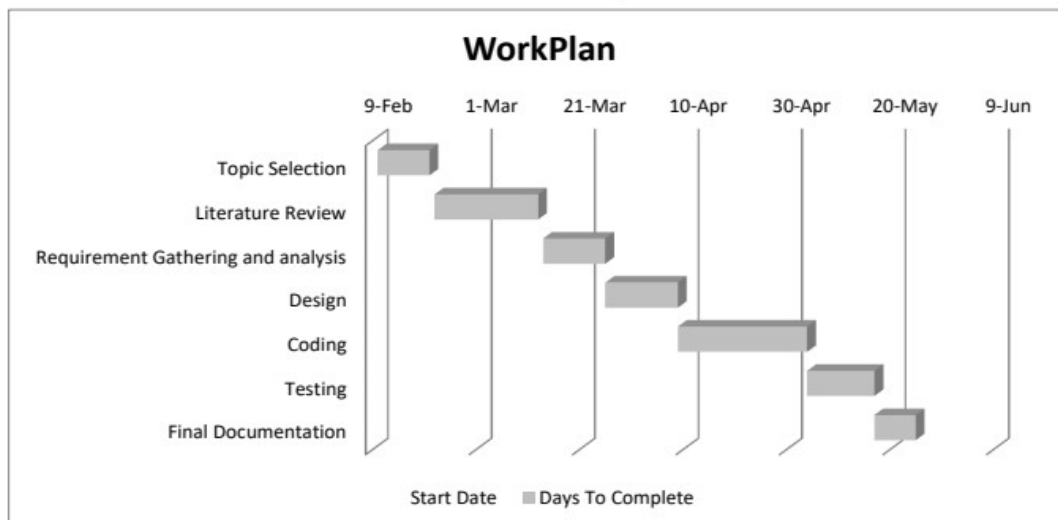 WorkPlan
9-Feb 1-Mar 21-Mar 10-Apr 30-Apr 20-May 9-Jun
Topic Selection
Literature Review
Requirement Gathering and analysis
Design
Coding
Testing
Final Documentation
Start Date Days To Complete